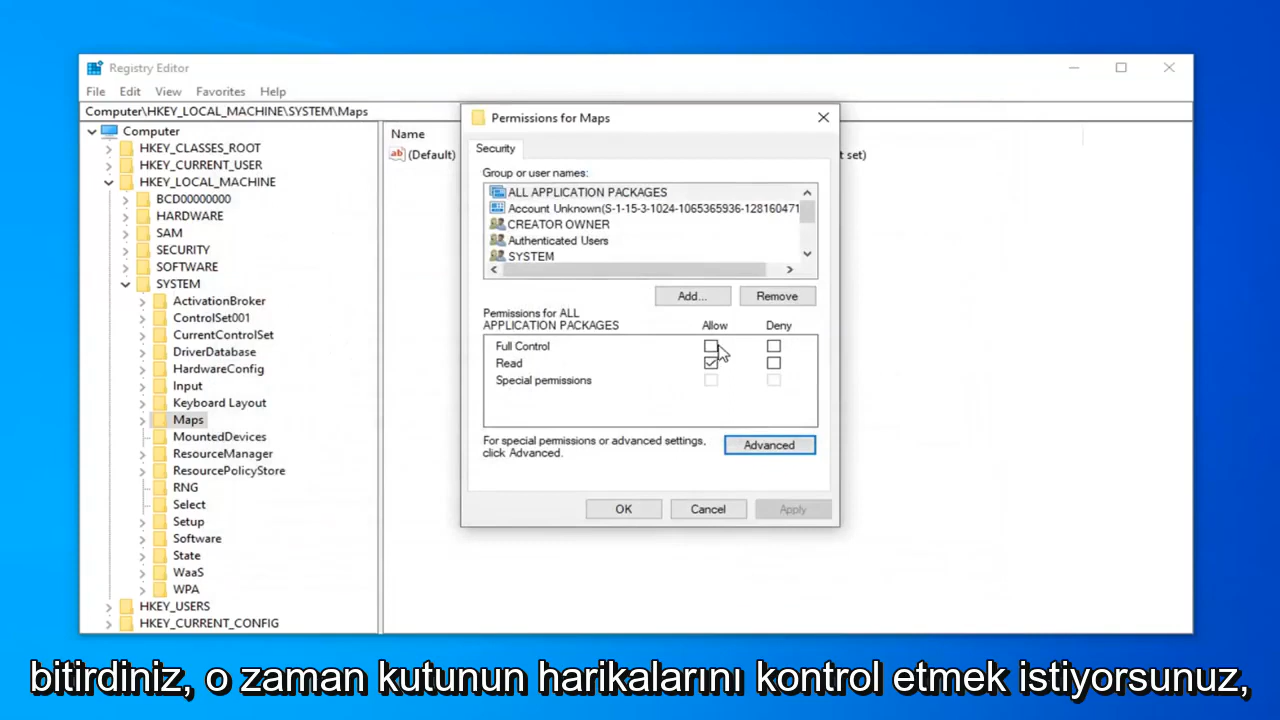 Registry Editor
File Edit View Favorites Help
Computer\HKEY_LOCAL_MACHINE\SYSTEM\Maps
Computer
HKEY_CLASSES_ROOT
HKEY_CURRENT_USER
HKEY_LOCAL_MACHINE
BCD00000000
HARDWARE
SAM
SECURITY
SOFTWARE
SYSTEM
ActivationBroker
ControlSet001
CurrentControlSet
DriverDatabase
HardwareConfig
Input
Keyboard Layout
Maps
MountedDevices
ResourceManager
ResourcePolicyStore
RNG
Select
Setup
Software
State
WaaS
WPA
HKEY_USERS
HKEY_CURRENT_CONFIG
Name
(Default)
t set)
Permissions for Maps
Security
Group or user names:
ALL APPLICATION PACKAGES
Account Unknown(S-1-15-3-1024-1065365936-128160471
CREATOR OWNER
Authenticated Users
SYSTEM
Add... Remove
Permissions for ALL
APPLICATION PACKAGES Allow Deny
Full Control
Read
Special permissions
For special permissions or advanced settings,
click Advanced.
Advanced
OK Cancel Apply
bitirdiniz, o zaman kutunun harikalarını kontrol etmek istiyorsunuz,